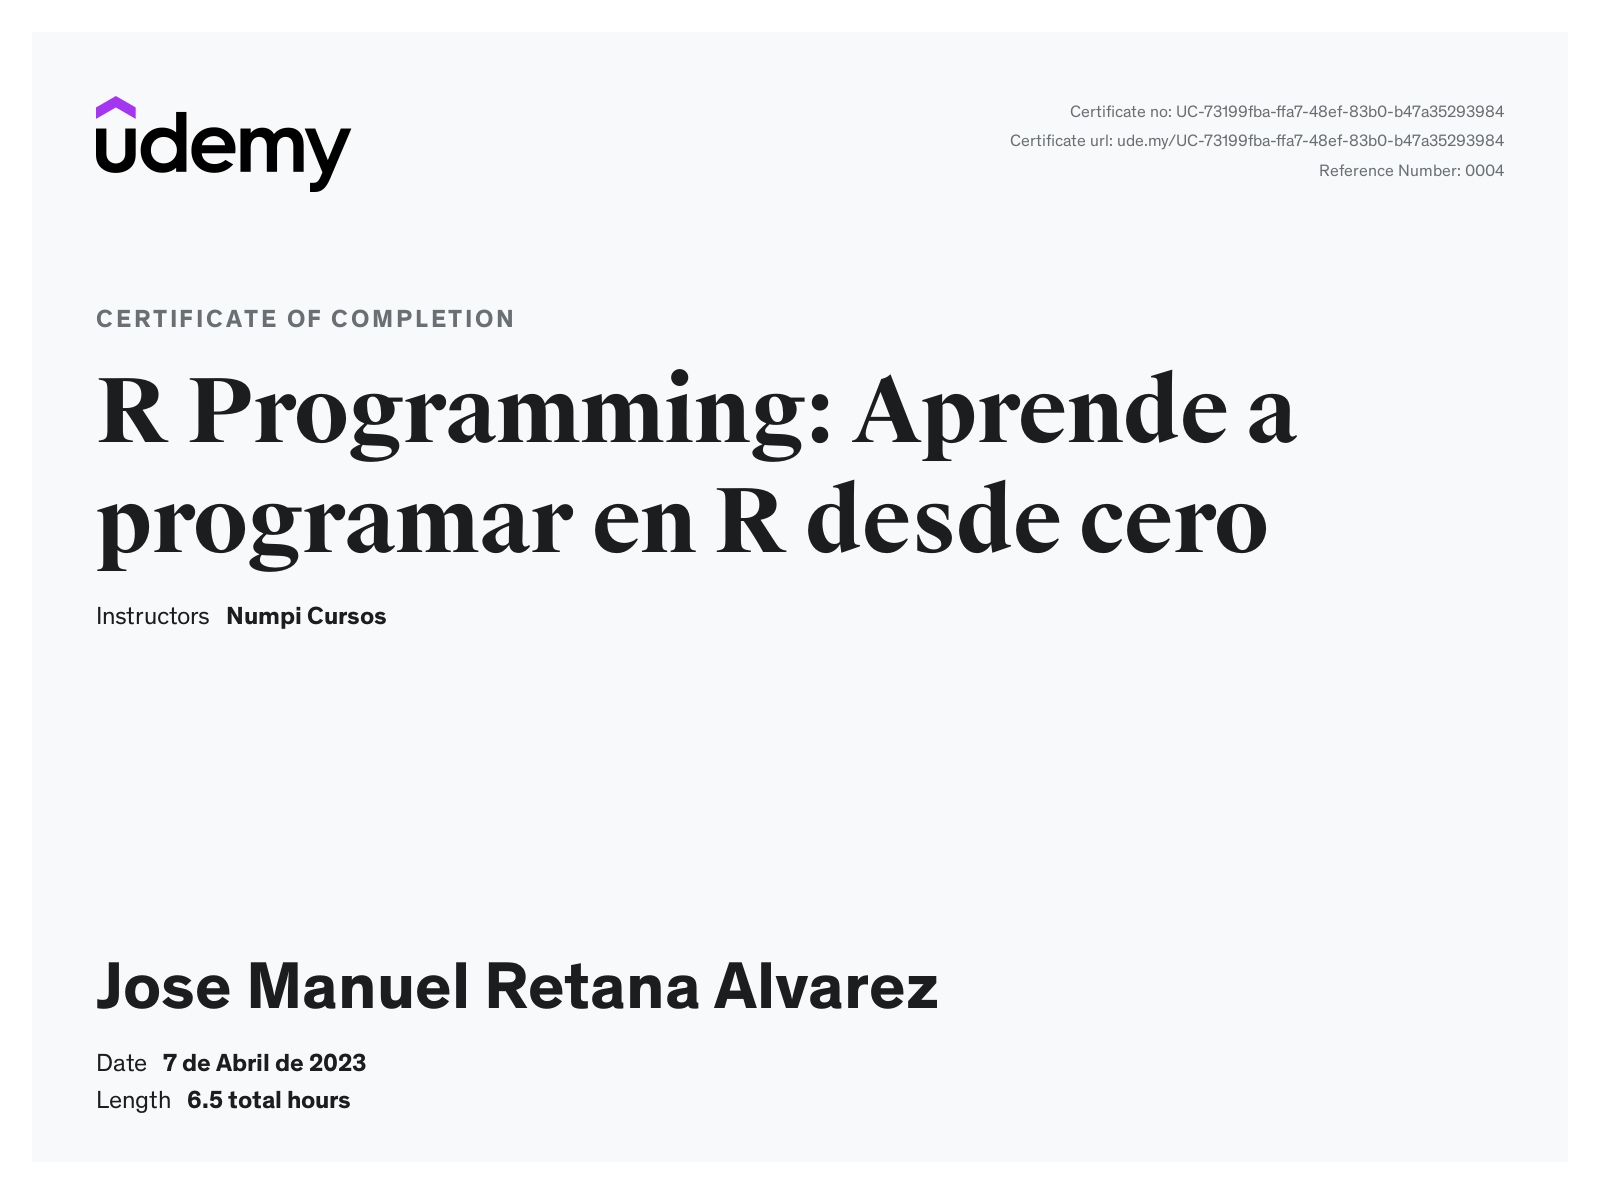 udemy
Certificate no: UC-73199fba-ffa7-48ef-83b0-b47a35293984
Certificate url: ude.my/UC-73199fba-ffa7-48ef-83b0-b47a35293984
Reference Number: 0004
CERTIFICATE OF COMPLETION
R Programming: Aprende a
programar en R desde cero
Instructors Numpi Cursos
Jose Manuel Retana Alvarez
Date 7 de Abril de 2023
Length 6.5 total hours